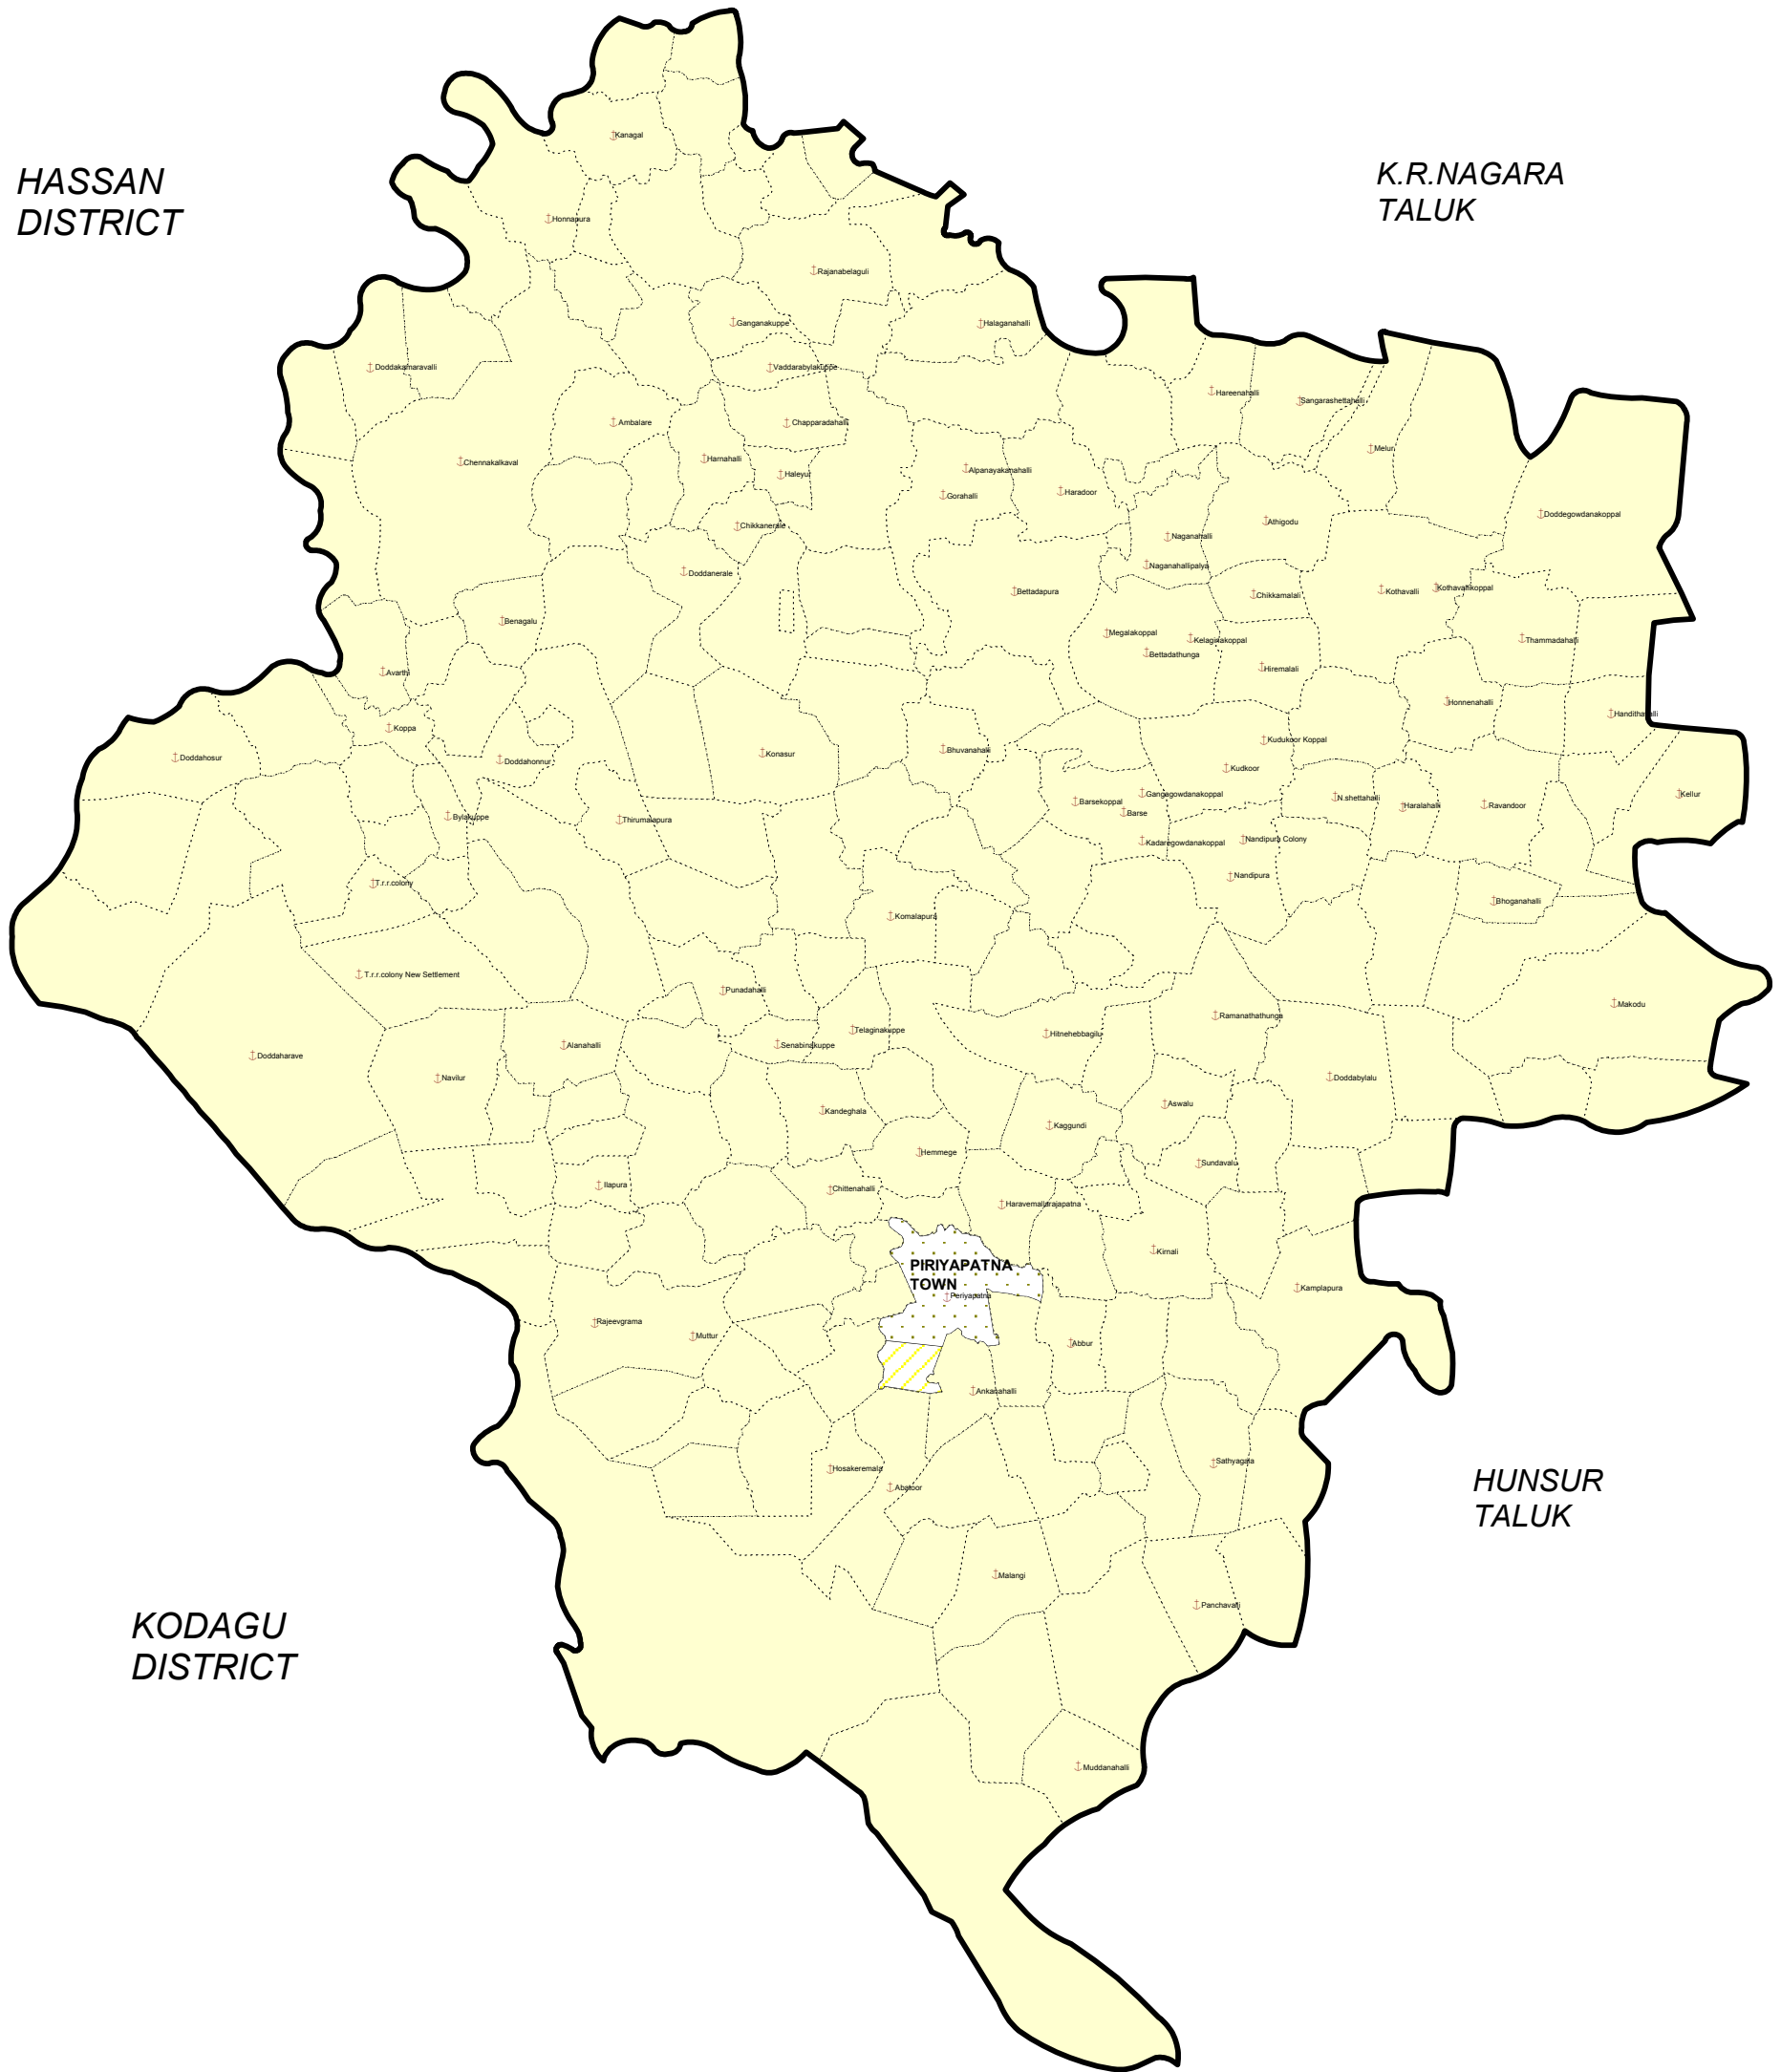 HASSAN
DISTRICT
K.R.NAGARA
TALUK
Kanagal
Honnapura
Rajanabelaguli
Ganganakuppe
Halaganahalli
Doddakamaravalli
Vaddarabylakuppe
Hareenahalli
Sangarashettahalli
Ambalare
Chapparadahalli
Melur
Chennakalkaval
Harnahalli
Haleyur
Alpanayakanahalli
Gorahalli
Haradoor
Doddegowdanakoppal
Chikkanerale
Athigodu
Naganahalli
Naganahallipalya
Doddanerale
Bettadapura
Chikkamalali
Kothavalli
Kothavallikoppal
Benagalu
Megalakoppal
Kelaginakoppal
Thammadahalli
Bettadathunga
Hiremalali
Avarthi
Honnenahalli
Handithavalli
Koppa
Kudukoor Koppal
Doddahosur
Doddahonnur
Konasur
Bhuvanahalli
Kudkoor
Gangegowdanakoppal
N.shettahalli
Kellur
Barsekoppal
Barse
Haralahalli
Ravandoor
Bylakuppe
Thirumalapura
Kadaregowdanakoppal
Nandipura Colony
T.r.r.colony
Nandipura
Bhoganahalli
Komalapura
T.r.r.colony New Settlement
Punadahalli
Makodu
Ramanathathunga
Telaginakuppe
Hitnehebbagilu
Doddaharave
Alanahalli
Senabinakuppe
Navilur
Doddabylalu
Kandeghala
Aswalu
Kaggundi
Hemmege
Sundavalu
Ilapura
Chittenahalli
Haravemallarajapatna
Kirnali
PIRIYAPATNA
TOWN
Periyapatna
Kamplapura
Rajeevgrama
Muttur
Abbur
Ankanahalli
Hosakeremala
Abaloor
Sathyagala
HUNSUR
TALUK
Malangi
Panchavalli
KODAGU
DISTRICT
Muddanahalli